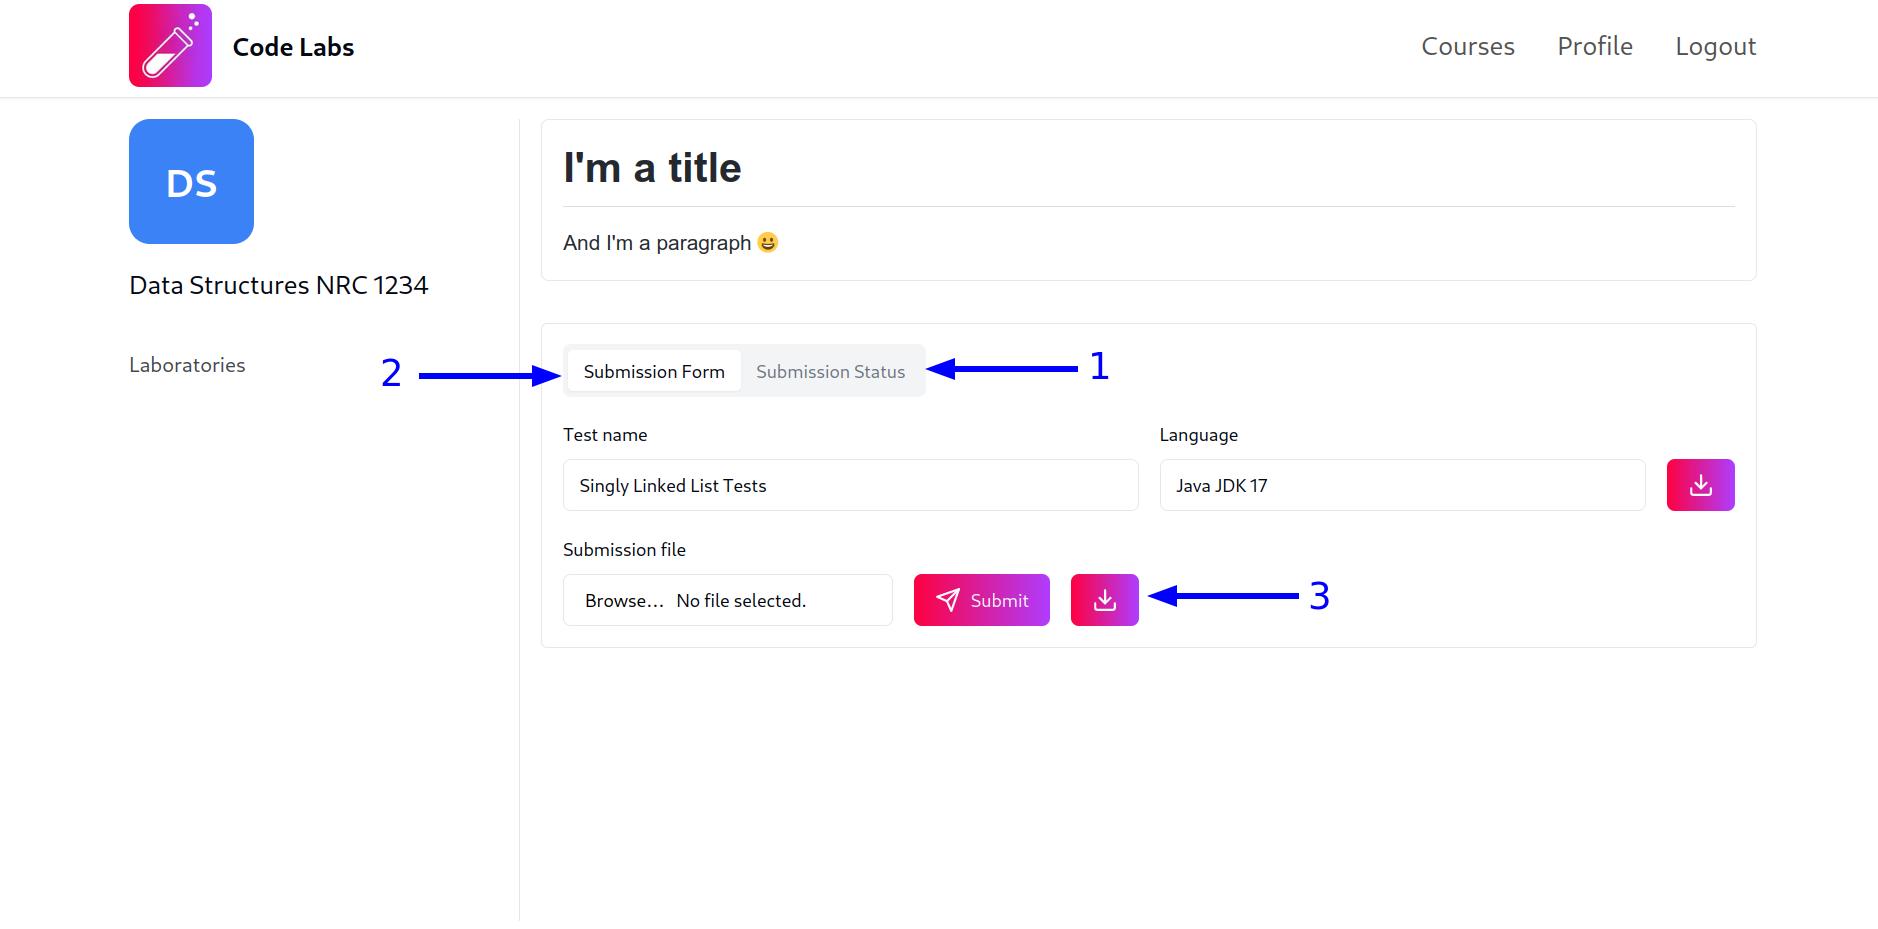 Code Labs
Courses Profile Logout
DS
Data Structures NRC 1234
Laboratories
I'm a title
And I'm a paragraph 😀
2 Submission Form Submission Status 1
Test name Language
Singly Linked List Tests Java JDK 17
Submission file
Browse... No file selected. Submit 3